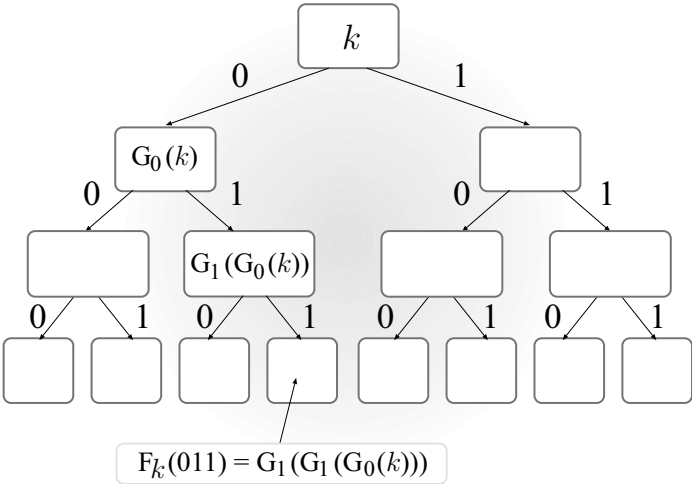 k
0 1
G₀(k)
0 1 0 1
G₁(G₀(k))
0 1 0 1 0 1 0 1
Fₖ(011) = G₁(G₁(G₀(k)))